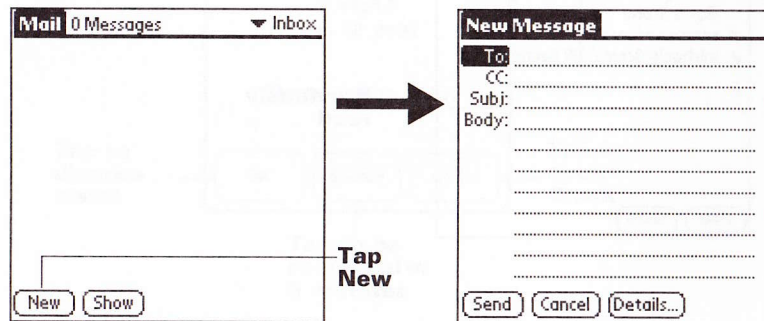 Mail 0 Messages Inbox
New Show
Tap
New
New Message
To:
CC:
Subj:
Body:
Send Cancel Details...